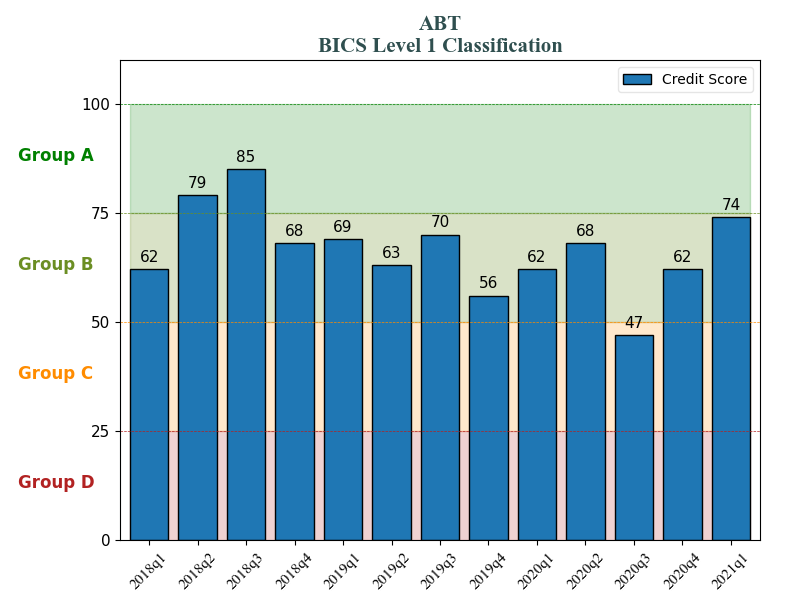 ABT
BICS Level 1 Classification
Credit Score
100
Group A
85
79
75
74
70
69
68
68
63
62
62
62
Group B
56
50
47
Group C
25
Group D
0
2018q1 2018q2 2018q3 2018q4 2019q1 2019q2 2019q3 2019q4 2020q1 2020q2 2020q3 2020q4 2021q1